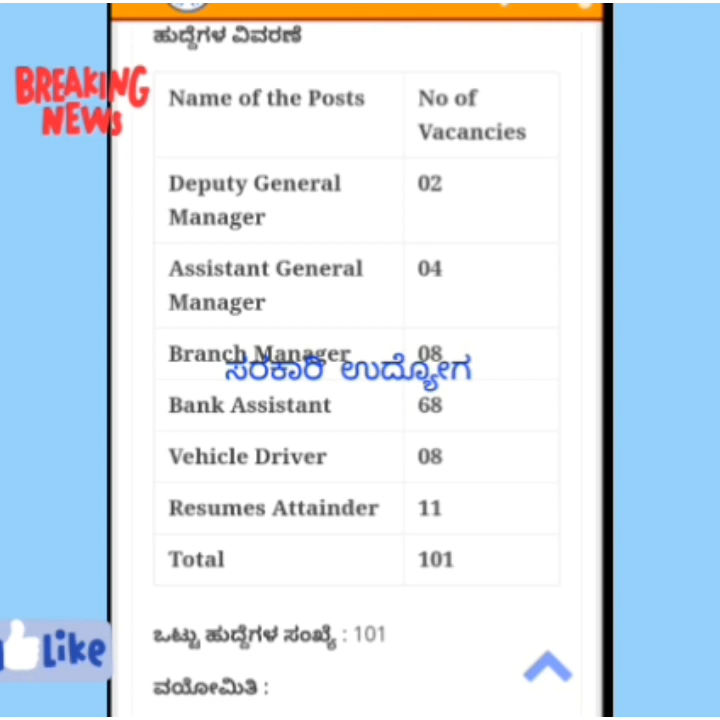 ಹುದ್ದೆಗಳ ವಿವರಣೆ
BREAKING
NEWS
Name of the Posts No of
Vacancies
Deputy General 02
Manager
Assistant General 04
Manager
Branch Manager 08
ಸರಕಾರಿ ಉದ್ಯೋಗ
Bank Assistant 68
Vehicle Driver 08
Resumes Attainder 11
Total 101
ಒಟ್ಟು ಹುದ್ದೆಗಳ ಸಂಖ್ಯೆ : 101
Like
ವಯೋಮಿತಿ :